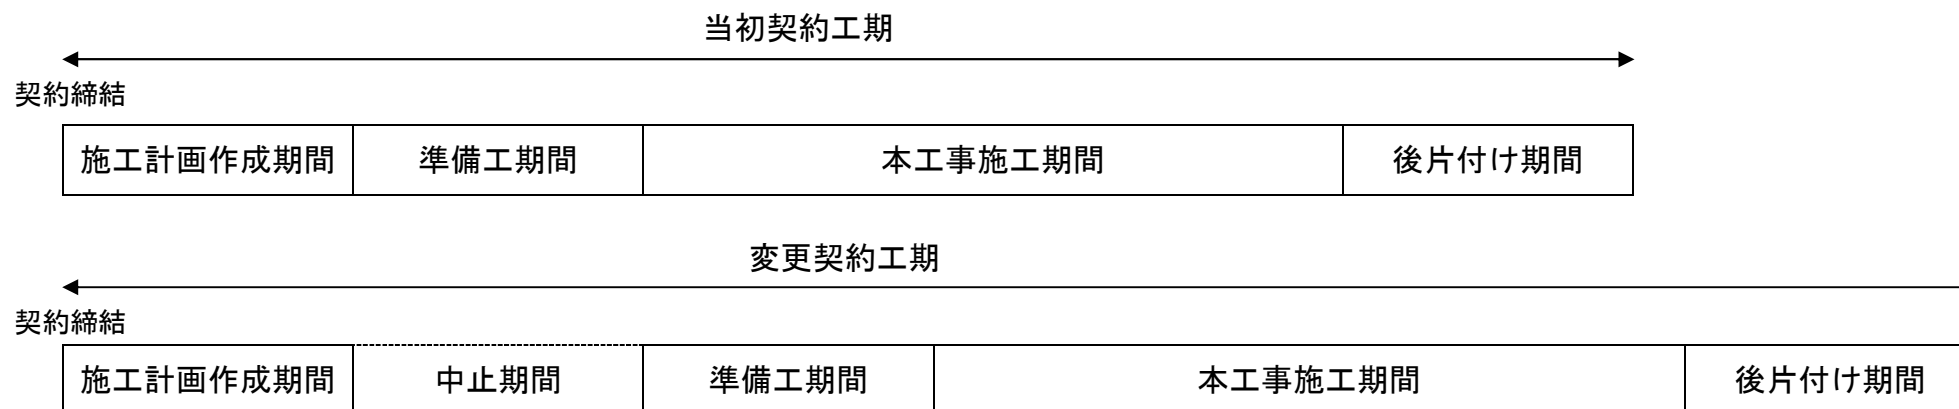 当初契約工期
契約締結
施工計画作成期間 準備工期間 本工事施工期間 後片付け期間
変更契約工期
契約締結
施工計画作成期間 中止期間 準備工期間 本工事施工期間 後片付け期間